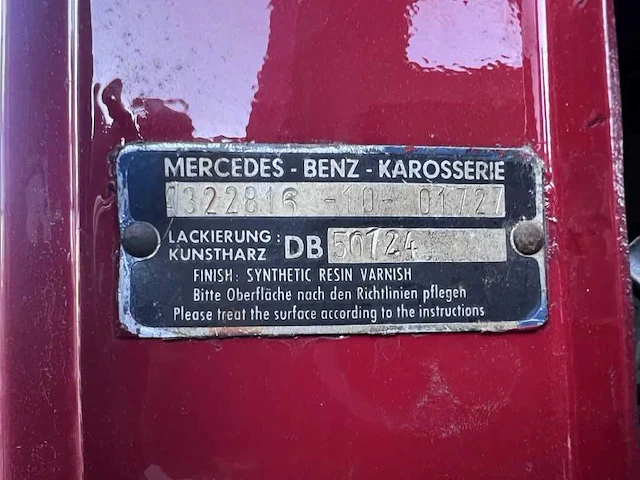 MERCEDES - BENZ - KAROSSERIE
322816 -10- 01727
LACKIERUNG :
KUNSTHARZ DB 50124
FINISH: SYNTHETIC RESIN VARNISH
Bitte Oberfläche nach den Richtlinien pflegen
Please treat the surface according to the instructions